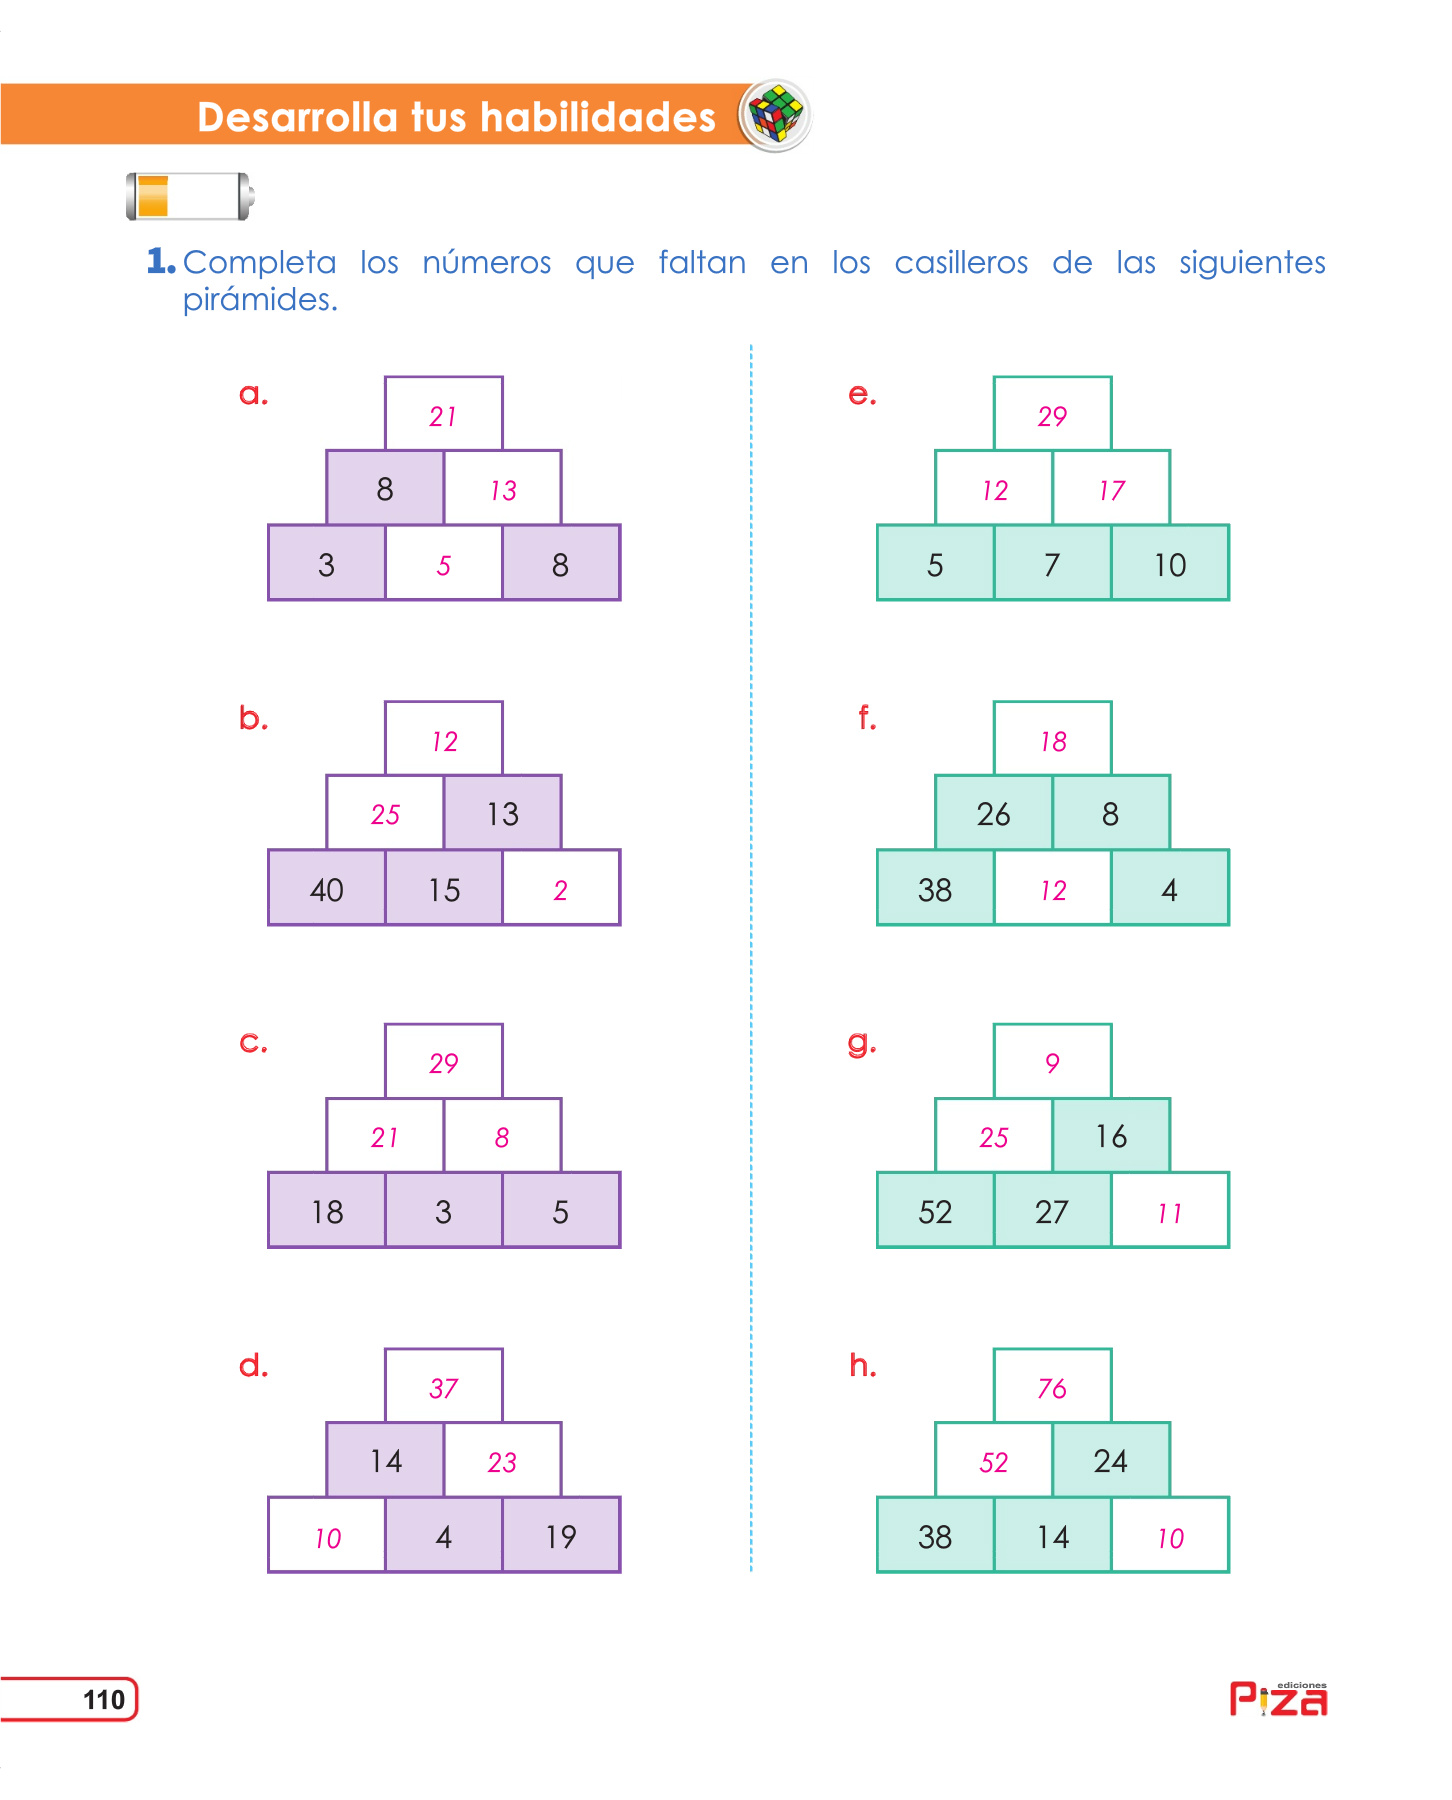 Desarrolla tus habilidades
1. Completa los números que faltan en los casilleros de las siguientes
pirámides.
a.
21
8 13
3 5 8
b.
12
25 13
40 15 2
c.
29
21 8
18 3 5
d.
37
14 23
10 4 19
e.
29
12 17
5 7 10
f.
18
26 8
38 12 4
g.
9
25 16
52 27 11
h.
76
52 24
38 14 10
110
ediciones
Piza